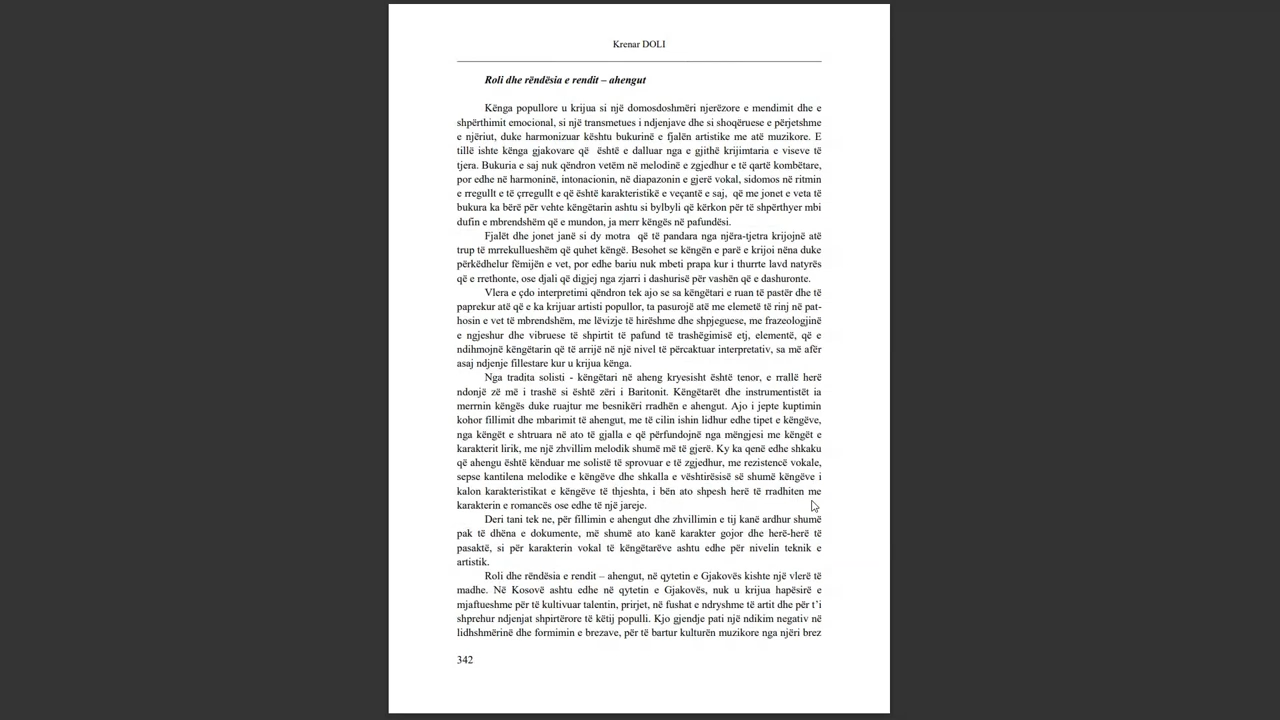 Krenar DOLI
Roli dhe rëndësia e rendit – ahengut
Kënga popullore u krijua si një domosdoshmëri njerëzore e mendimit dhe e
shpërthimit emocional, si një transmetues i ndjenjave dhe si shoqëruese e përjetshme
e njëriut, duke harmonizuar kështu bukurinë e fjalën artistike me atë muzikore. E
tillë ishte kënga gjakovare që është e dalluar nga e gjithë krijimtaria e viseve të
tjera. Bukuria e saj nuk qëndron vetëm në melodinë e zgjedhur e të qartë kombëtare,
por edhe në harmoninë, intonacionin, në diapazonin e gjerë vokal, sidomos në ritmin
e rregullt e të çrregullt e që është karakteristikë e veçantë e saj, që me jonet e veta të
bukura ka bërë për vehte këngëtarin ashtu si bylbyli që kërkon për të shpërthyer mbi
dufin e mbrendshëm që e mundon, ja merr këngës në pafundësi.
Fjalët dhe jonet janë si dy motra që të pandara nga njëra-tjetra krijojnë atë
trup të mrrekullueshëm që quhet këngë. Besohet se këngën e parë e krijoi nëna duke
përkëdhelur fëmijën e vet, por edhe bariu nuk mbeti prapa kur i thurrte lavd natyrës
që e rrethonte, ose djali që digjej nga zjarri i dashurisë për vashën që e dashuronte.
Vlera e çdo interpretimi qëndron tek ajo se sa këngëtari e ruan të pastër dhe të
paprekur atë që e ka krijuar artisti popullor, ta pasurojë atë me elemetë të rinj në pat-
hosin e vet të mbrendshëm, me lëvizje të hirëshme dhe shpjeguese, me frazeologjinë
e ngjeshur dhe vibruese të shpirtit të pafund të trashëgimisë etj, elementë, që e
ndihmojnë këngëtarin që të arrijë në një nivel të përcaktuar interpretativ, sa më afër
asaj ndjenje fillestare kur u krijua kënga.
Nga tradita solisti - këngëtari në aheng kryesisht është tenor, e rrallë herë
ndonjë zë më i trashë si është zëri i Baritonit. Këngëtarët dhe instrumentistët ia
merrnin këngës duke ruajtur me besnikëri rradhën e ahengut. Ajo i jepte kuptimin
kohor fillimit dhe mbarimit të ahengut, me të cilin ishin lidhur edhe tipet e këngëve,
nga këngët e shtruara në ato të gjalla e që përfundojnë nga mëngjesi me këngët e
karakterit lirik, me një zhvillim melodik shumë më të gjerë. Ky ka qenë edhe shkaku
që ahengu është kënduar me solistë të sprovuar e të zgjedhur, me rezistencë vokale,
sepse kantilena melodike e këngëve dhe shkalla e vështirësisë së shumë këngëve i
kalon karakteristikat e këngëve të thjeshta, i bën ato shpesh herë të rradhiten me
karakterin e romancës ose edhe të një jareje.
Deri tani tek ne, për fillimin e ahengut dhe zhvillimin e tij kanë ardhur shumë
pak të dhëna e dokumente, më shumë ato kanë karakter gojor dhe herë-herë të
pasaktë, si për karakterin vokal të këngëtarëve ashtu edhe për nivelin teknik e
artistik.
Roli dhe rëndësia e rendit – ahengut, në qytetin e Gjakovës kishte një vlerë të
madhe. Në Kosovë ashtu edhe në qytetin e Gjakovës, nuk u krijua hapësirë e
mjaftueshme për të kultivuar talentin, prirjet, në fushat e ndryshme të artit dhe për t’i
shprehur ndjenjat shpirtërore të këtij populli. Kjo gjendje pati një ndikim negativ në
lidhshmërinë dhe formimin e brezave, për të bartur kulturën muzikore nga njëri brez
342